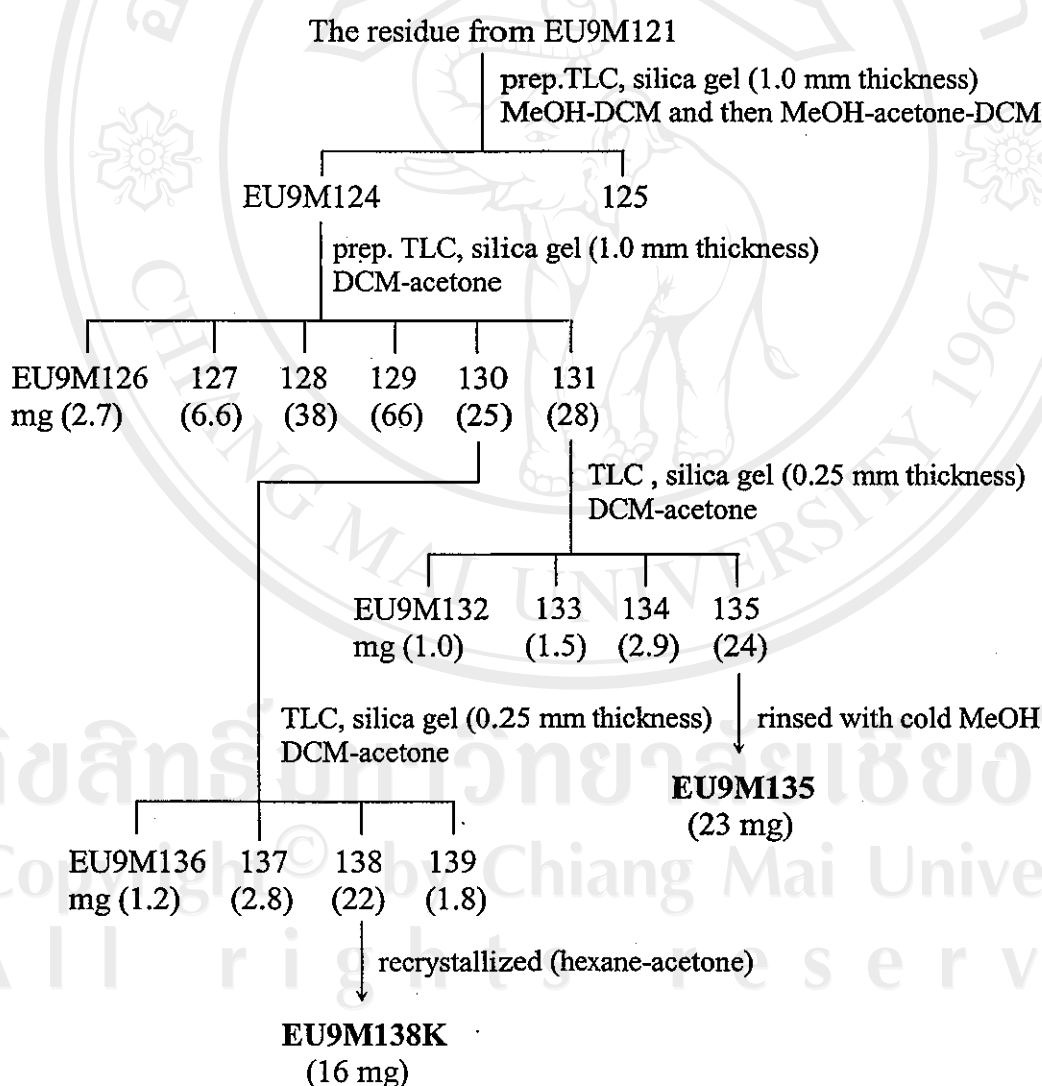 The residue from EU9M121
prep.TLC, silica gel (1.0 mm thickness)
MeOH-DCM and then MeOH-acetone-DCM
EU9M124 125
prep. TLC, silica gel (1.0 mm thickness)
DCM-acetone
EU9M126 127 128 129 130 131
mg (2.7) (6.6) (38) (66) (25) (28)
TLC , silica gel (0.25 mm thickness)
DCM-acetone
EU9M132 133 134 135
mg (1.0) (1.5) (2.9) (24)
TLC, silica gel (0.25 mm thickness)
DCM-acetone
rinsed with cold MeOH
EU9M135
(23 mg)
EU9M136 137 138 139
mg (1.2) (2.8) (22) (1.8)
recrystallized (hexane-acetone)
EU9M138K
(16 mg)
CHIANG MAI UNIVERSITY 1964
Copyright © by Chiang Mai Unive
All rights reserv